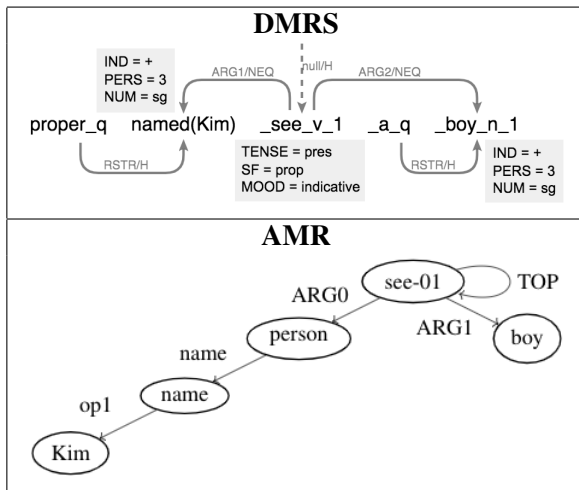 DMRS
IND = +
PERS = 3
NUM = sg
ARG1/NEQ
null/H
ARG2/NEQ
proper_q named(Kim) _see_v_1 _a_q _boy_n_1
RSTR/H
TENSE = pres
SF = prop
MOOD = indicative
RSTR/H
IND = +
PERS = 3
NUM = sg
AMR
see-01
TOP
ARG0
ARG1
person
boy
name
name
op1
Kim